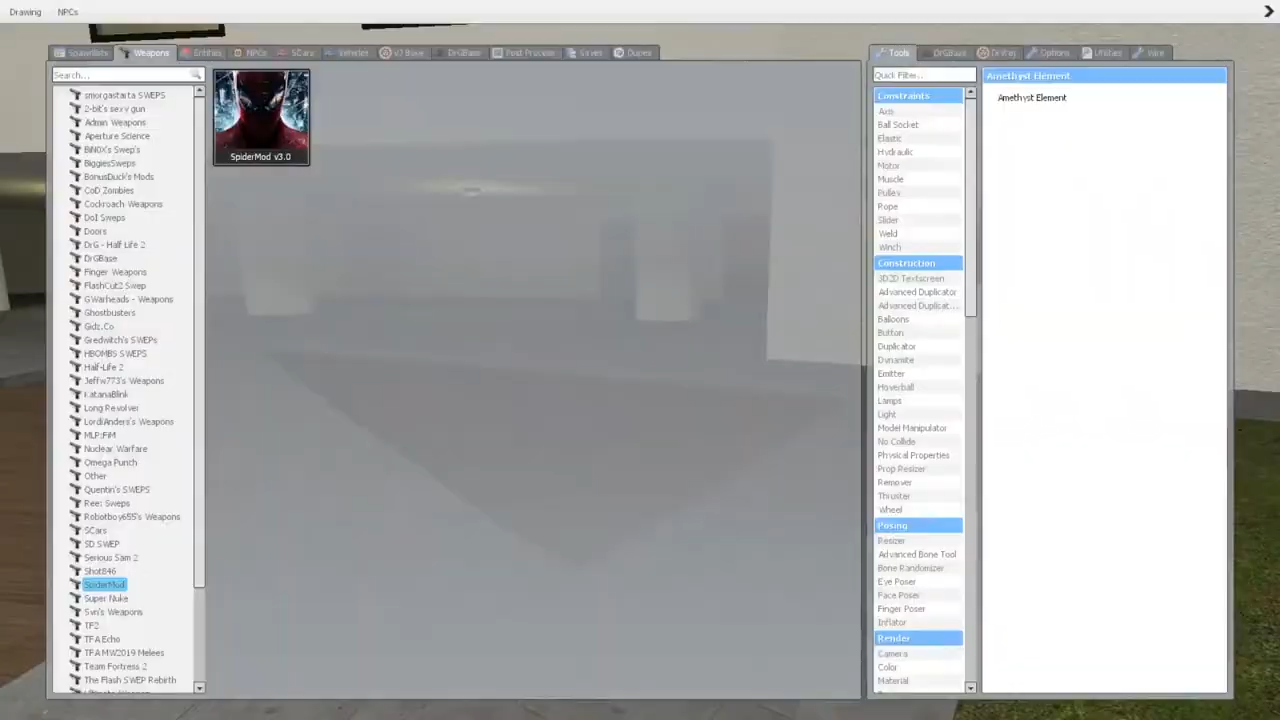 Drawing NPCs
Spawnlists Weapons Entities NPCs SCars Vehicles VJ Base DRGBase Post Process Saves Dupes
Tools DRGBase DrVrej Options Utilities Wire
Search...
smorgastarta SWEPS
2-bit's sexy gun
Admin Weapons
Aperture Science
BiN0X's Swep's
BiggiesSweps
BonusDuck's Mods
CoD Zombies
Cockroach Weapons
DoI Sweps
Doors
DrG - Half Life 2
DrGBase
Finger Weapons
FlashCut2 Swep
GWarheads - Weapons
Ghostbusters
Gidz.Co
Gredwitch's SWEPs
HBOMBS SWEPS
Half-Life 2
Jeffw773's Weapons
KatanaBlink
Long Revolver
LordiAnders's Weapons
MLP:FiM
Nuclear Warfare
Omega Punch
Other
Quentin's SWEPS
Ree: Sweps
Robotboy655's Weapons
SCars
SD SWEP
Serious Sam 2
Shot846
SpiderMod
Super Nuke
Svn's Weapons
TF2
TFA Echo
TFA MW2019 Melees
Team Fortress 2
The Flash SWEP Rebirth
SpiderMod v3.0
Quick Filter...
Constraints
Axis
Ball Socket
Elastic
Hydraulic
Motor
Muscle
Pulley
Rope
Slider
Weld
Winch
Construction
3D2D Textscreen
Advanced Duplicator
Advanced Duplicat...
Balloons
Button
Duplicator
Dynamite
Emitter
Hoverball
Lamps
Light
Model Manipulator
No Collide
Physical Properties
Prop Resizer
Remover
Thruster
Wheel
Posing
Resizer
Advanced Bone Tool
Bone Randomizer
Eye Poser
Face Poser
Finger Poser
Inflator
Render
Camera
Color
Material
Amethyst Element
Amethyst Element